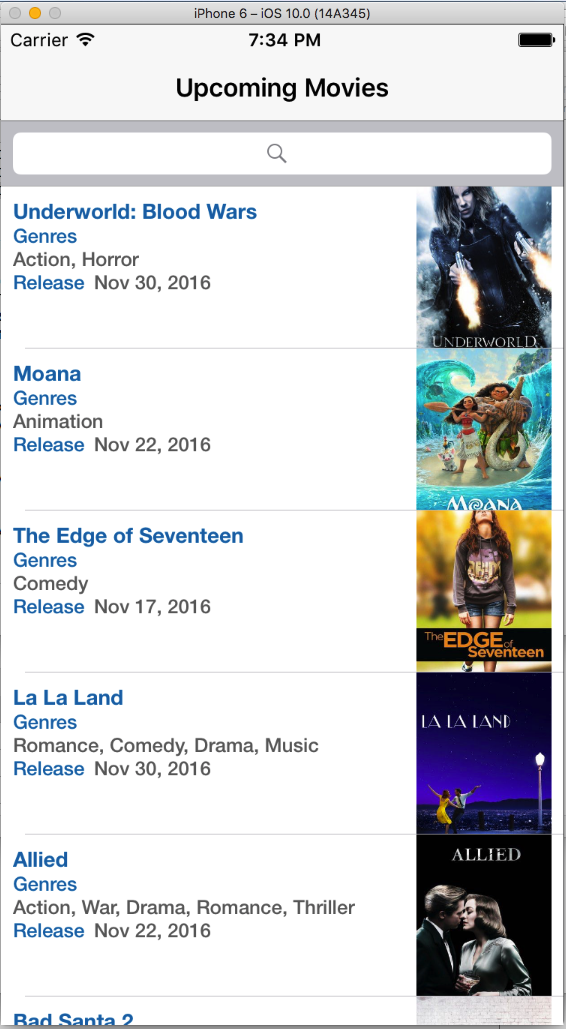 iPhone 6 – iOS 10.0 (14A345)
Carrier 7:34 PM
Upcoming Movies
Underworld: Blood Wars
Genres
Action, Horror
Release Nov 30, 2016
UNDERWORLD
Moana
Genres
Animation
Release Nov 22, 2016
MOANA
The Edge of Seventeen
Genres
Comedy
Release Nov 17, 2016
The EDGE of
Seventeen
La La Land
Genres
Romance, Comedy, Drama, Music
Release Nov 30, 2016
LA LA LAND
Allied
Genres
Action, War, Drama, Romance, Thriller
Release Nov 22, 2016
ALLIED
Bad Santa 2